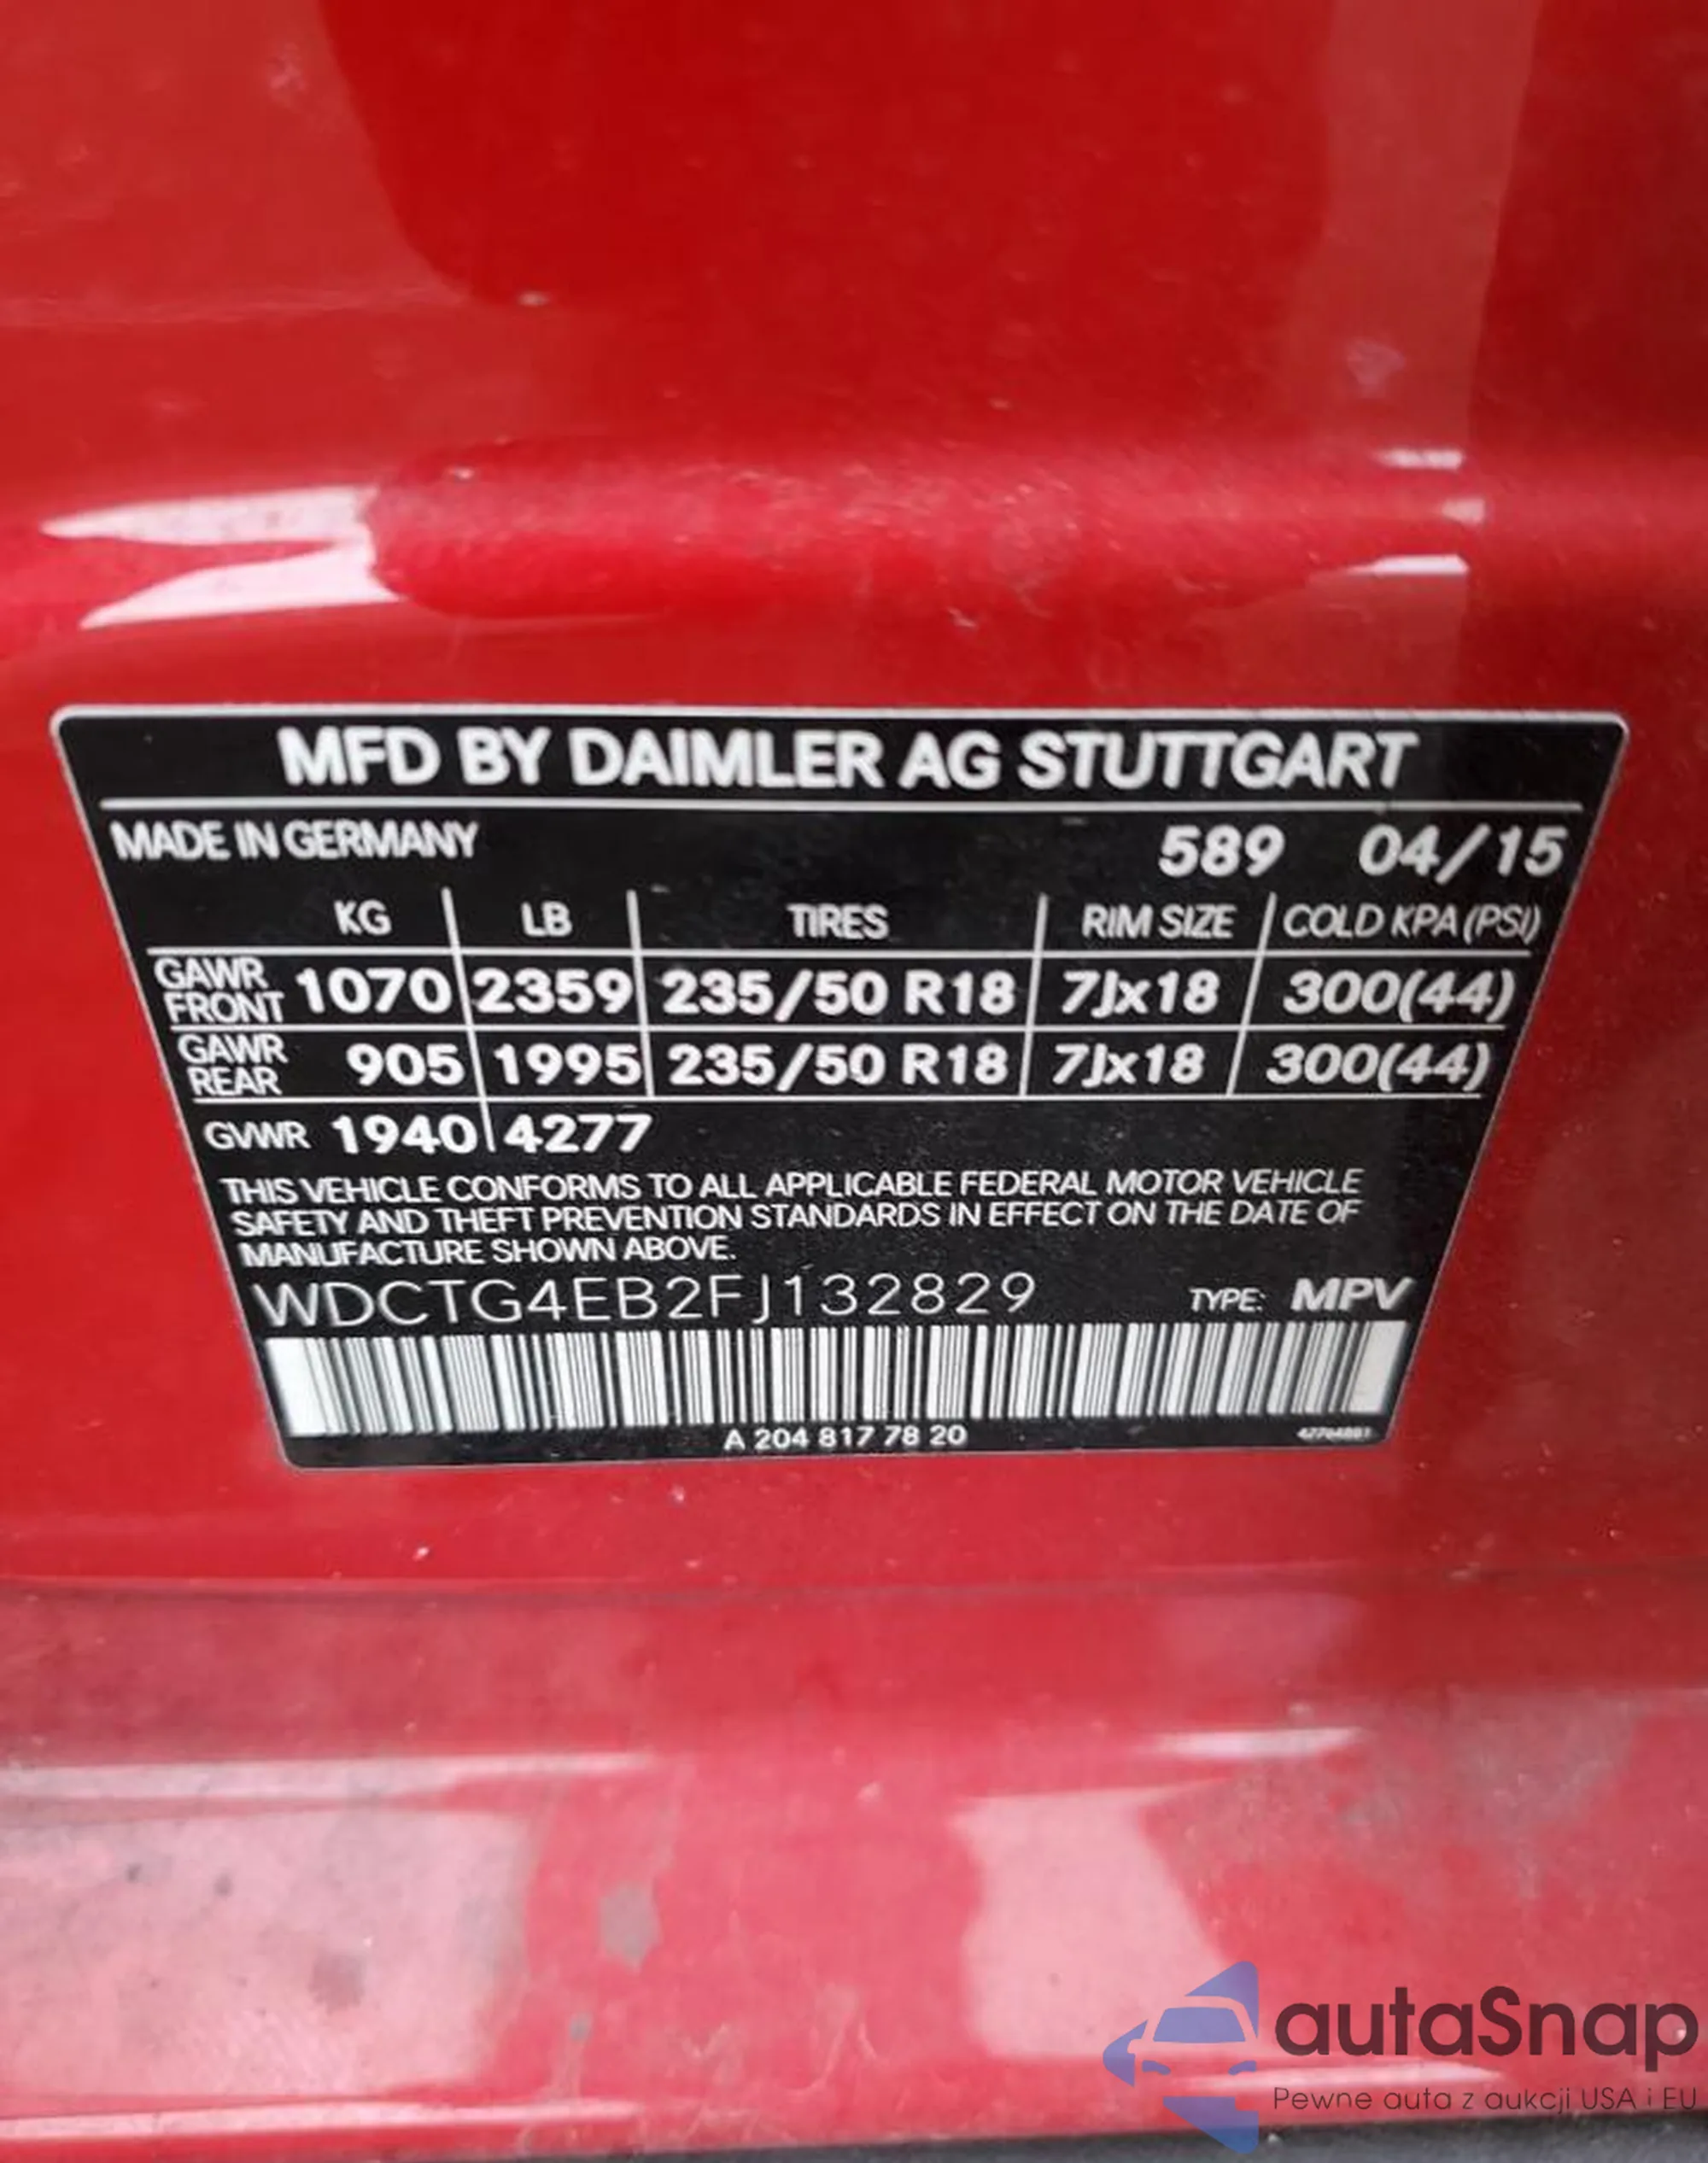 MFD BY DAIMLER AG STUTTGART
MADE IN GERMANY 589 04/15
KG LB TIRES RIM SIZE COLD KPA (PSI)
GAWR FRONT 1070 2359 235/50 R18 7Jx18 300(44)
GAWR REAR 905 1995 235/50 R18 7Jx18 300(44)
GVWR 1940 4277
THIS VEHICLE CONFORMS TO ALL APPLICABLE FEDERAL MOTOR VEHICLE
SAFETY AND THEFT PREVENTION STANDARDS IN EFFECT ON THE DATE OF
MANUFACTURE SHOWN ABOVE.
WDCTG4EB2FJ132829 TYPE: MPV
A 204 817 78 20
autaSnap
Pewne auta z aukcji USA i EU